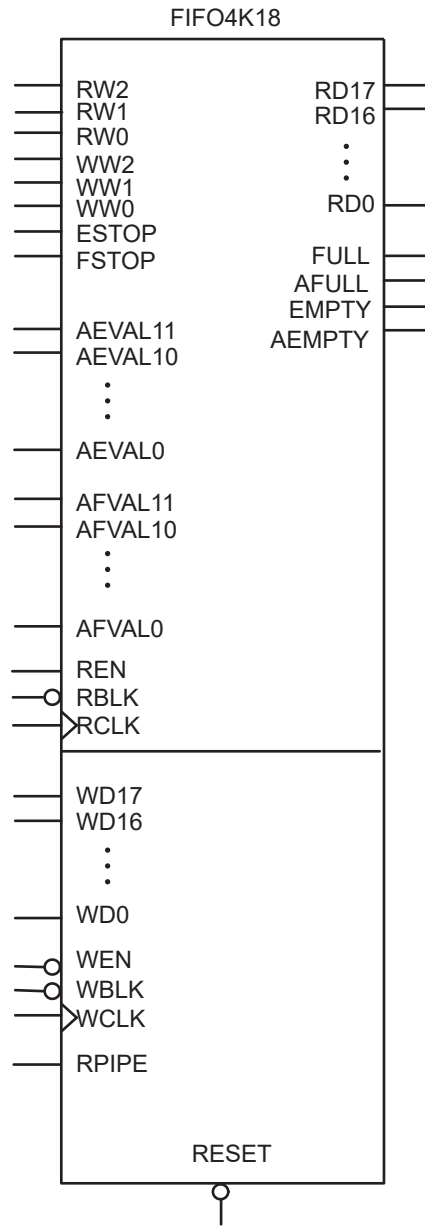 FIFO4K18
RW2
RW1
RW0
WW2
WW1
WW0
ESTOP
FSTOP
AEVAL11
AEVAL10
AEVAL0
AFVAL11
AFVAL10
AFVAL0
REN
RBLK
RCLK
RD17
RD16
RD0
FULL
AFULL
EMPTY
AEMPTY
WD17
WD16
WD0
WEN
WBLK
WCLK
RPIPE
RESET